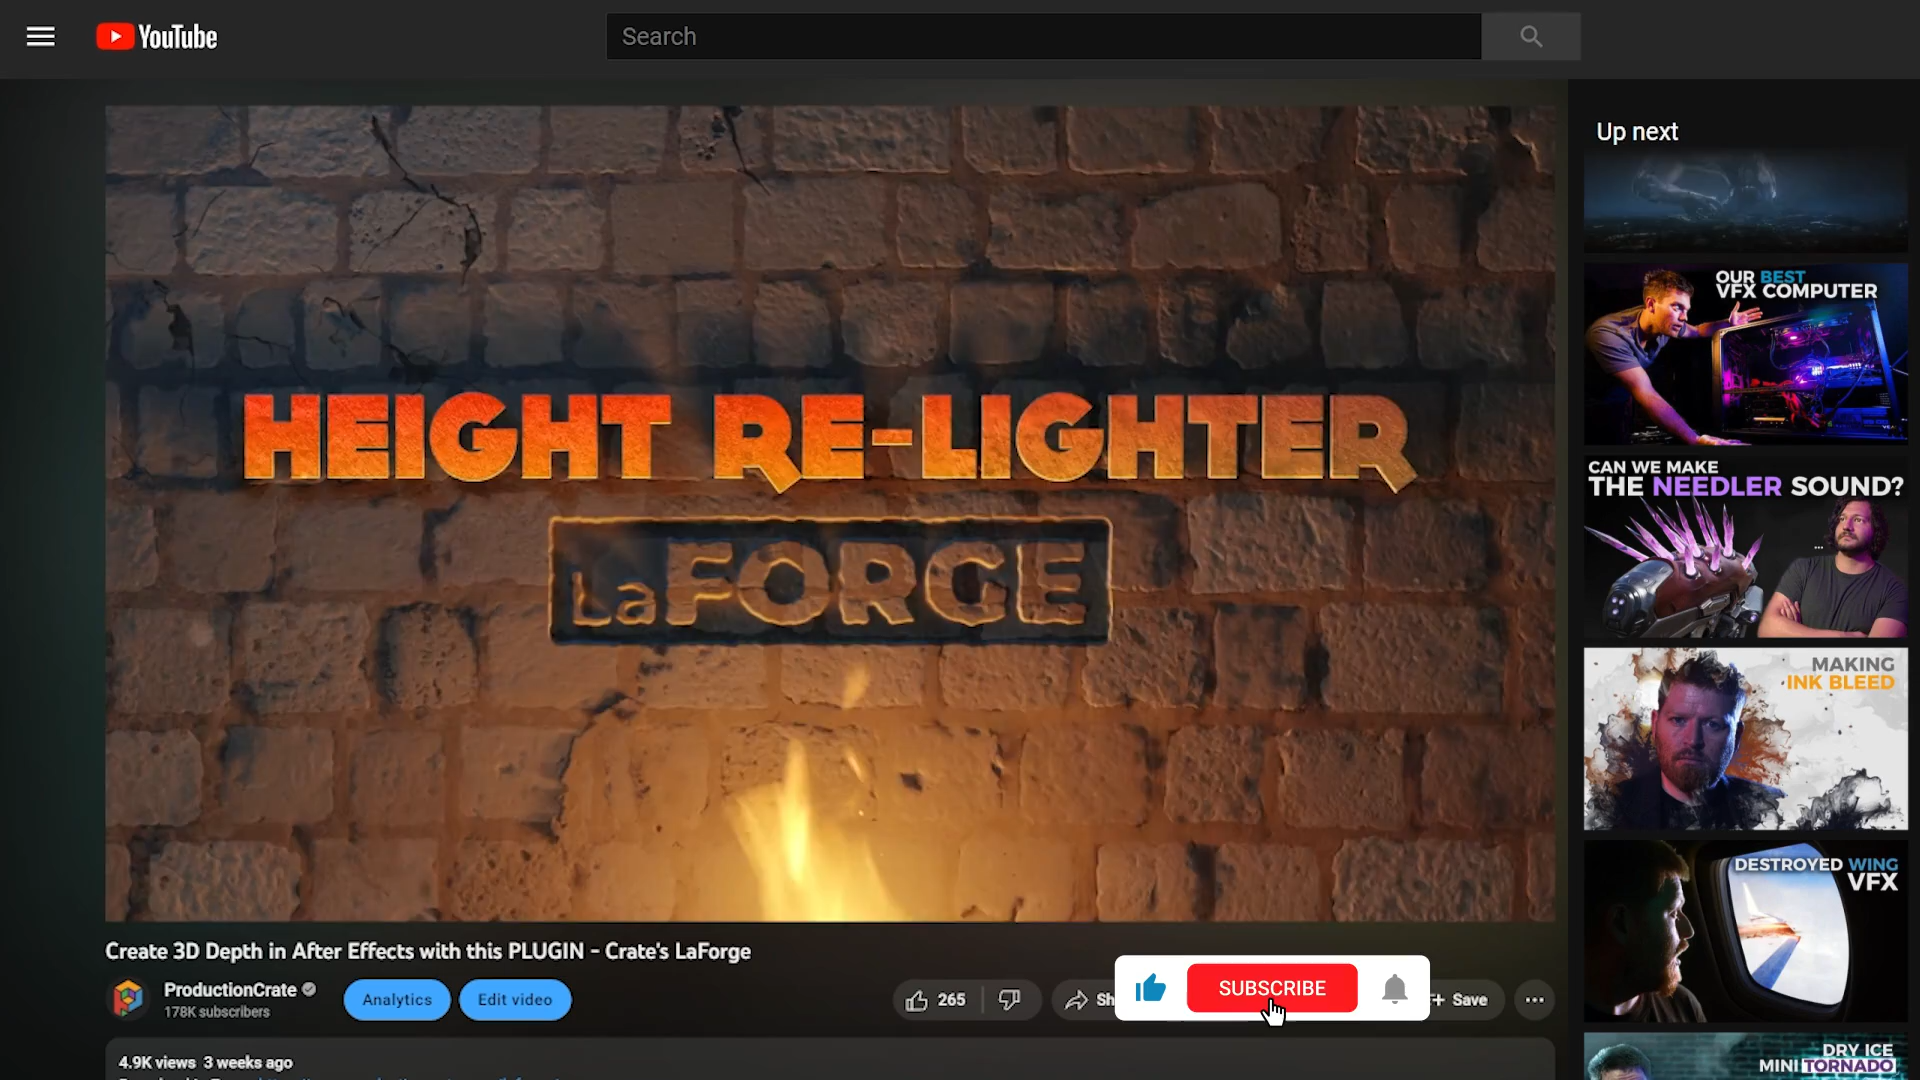 YouTube
Search
Up next
HEIGHT RE-LIGHTER
LaFORGE
OUR BEST
VFX COMPUTER
CAN WE MAKE
THE NEEDLER SOUND?
MAKING
INK BLEED
DESTROYED WING
VFX
DRY ICE
MINI TORNADO
Create 3D Depth in After Effects with this PLUGIN - Crate's LaForge
ProductionCrate
178K subscribers
Analytics
Edit video
265
Sh
SUBSCRIBE
Save
4.9K views 3 weeks ago